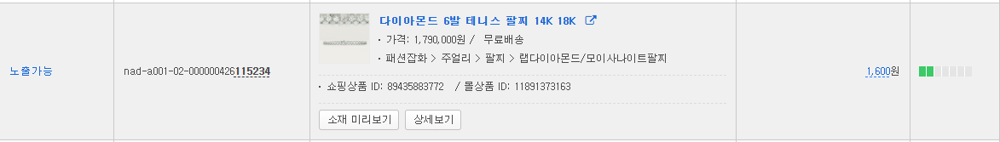 노출가능
nad-a001-02-000000426115234
다이아몬드 6발 테니스 팔찌 14K 18K
· 가격: 1,790,000원 / 무료배송
· 패션잡화 > 주얼리 > 팔찌 > 랩다이아몬드/모이사나이트팔찌
· 쇼핑상품 ID: 89435883772 / 몰상품 ID: 11891373163
소재 미리보기
상세보기
1,600원